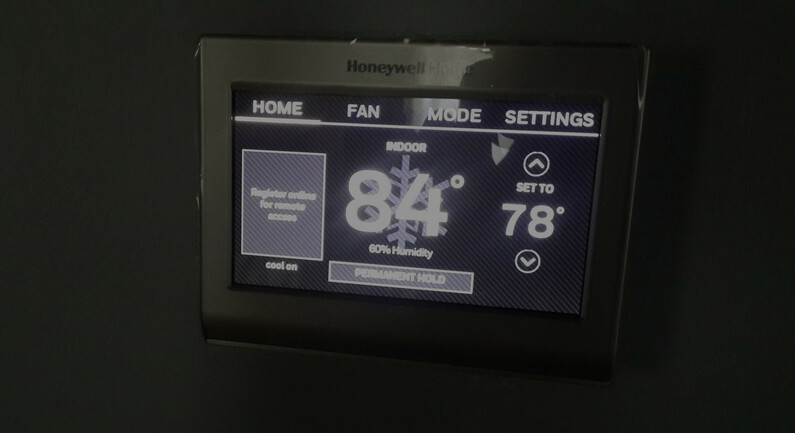 Honeywell Home
HOME FAN MODE SETTINGS
INDOOR
Register online
for remote
access
84°
SET TO
78°
60% Humidity
cool on
PERMANENT HOLD